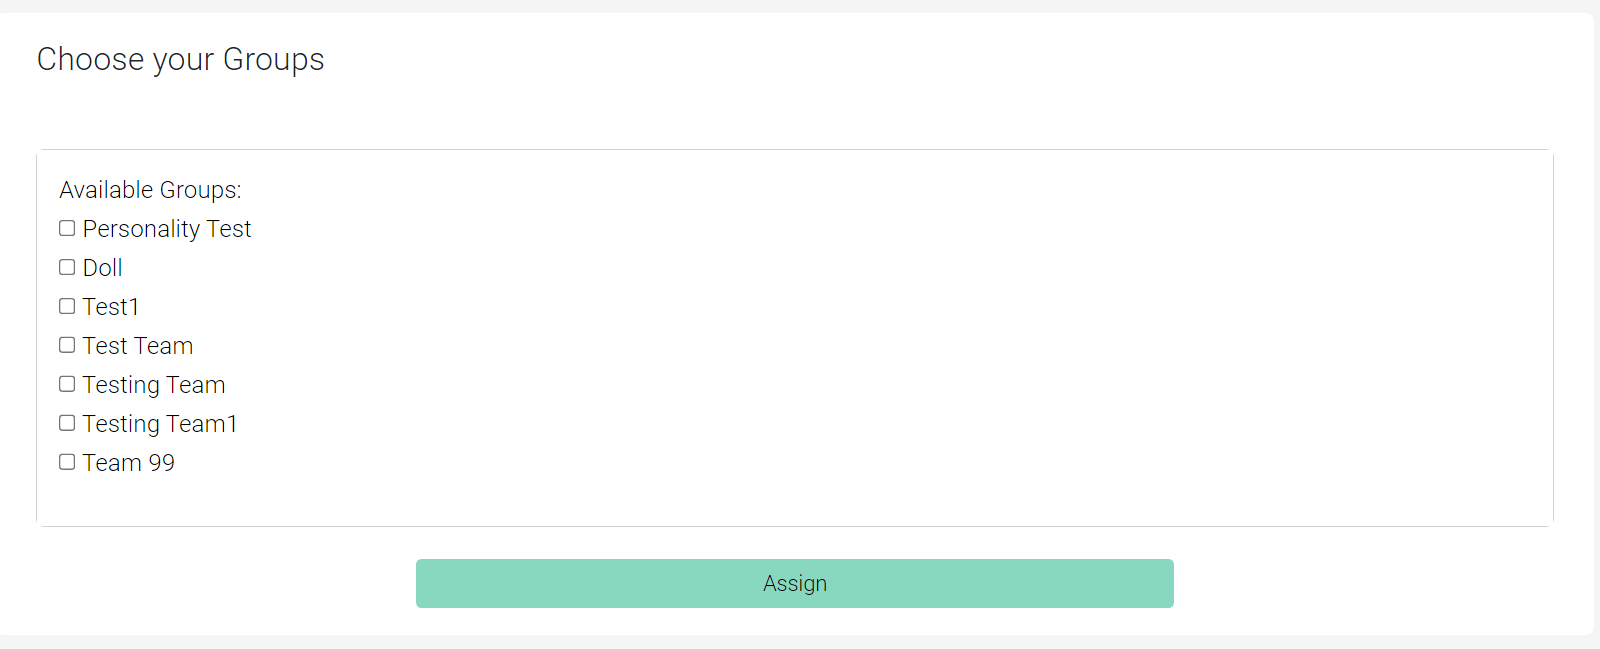 Choose your Groups
Available Groups:
Personality Test
Doll
Test1
Test Team
Testing Team
Testing Team1
Team 99
Assign